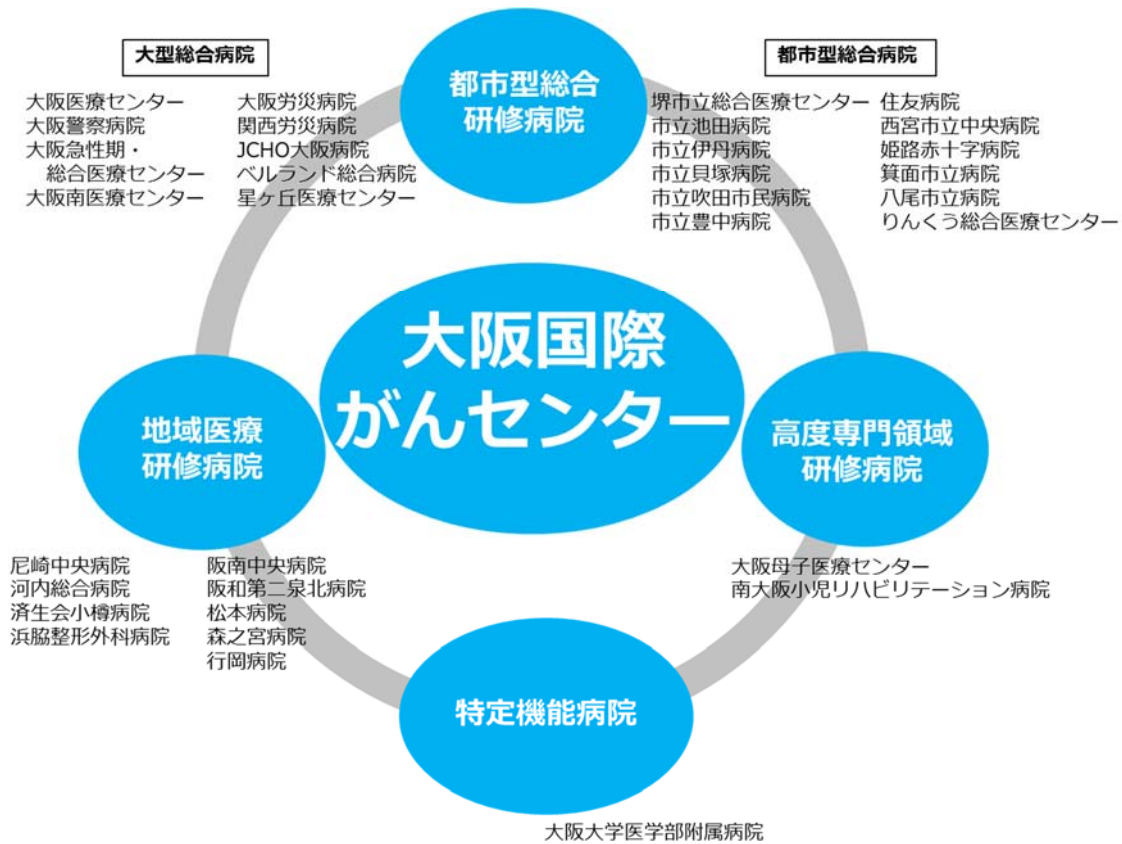 大型総合病院
大阪医療センター
大阪警察病院
大阪急性期・
総合医療センター
大阪南医療センター
大阪労災病院
関西労災病院
JCHO大阪病院
ベルランド総合病院
星ヶ丘医療センター
都市型総合
研修病院
都市型総合病院
堺市立総合医療センター
市立池田病院
市立伊丹病院
市立貝塚病院
市立吹田市民病院
市立豊中病院
住友病院
西宮市立中央病院
姫路赤十字病院
箕面市立病院
八尾市立病院
りんくう総合医療センター
大阪国際
がんセンター
地域医療
研修病院
尼崎中央病院
河内総合病院
済生会小樽病院
浜脇整形外科病院
阪南中央病院
阪和第二泉北病院
松本病院
森之宮病院
行岡病院
高度専門領域
研修病院
大阪母子医療センター
南大阪小児リハビリテーション病院
特定機能病院
大阪大学医学部附属病院